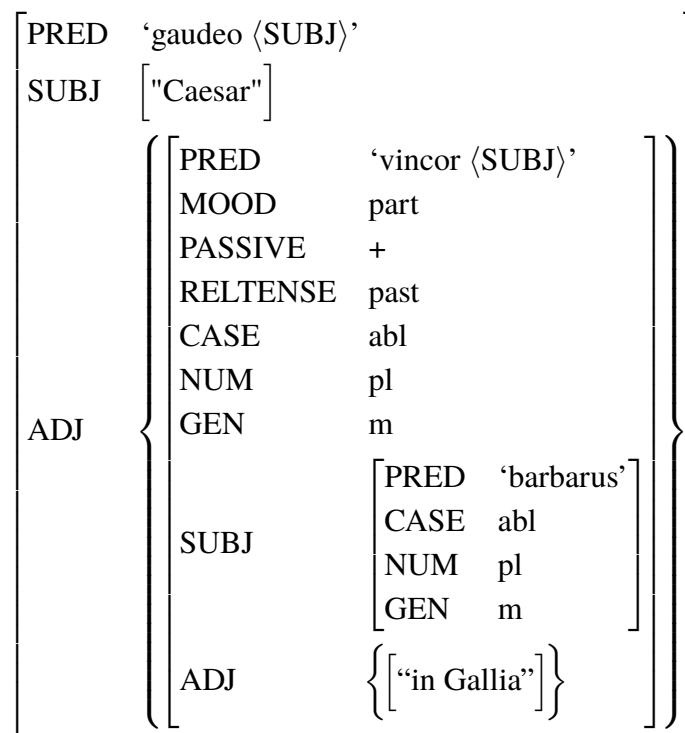 PRED ‘gaudeo ⟨SUBJ⟩’
SUBJ ["Caesar"]
PRED ‘vincor ⟨SUBJ⟩’
MOOD part
PASSIVE +
RELTENSE past
CASE abl
NUM pl
ADJ GEN m
PRED ‘barbarus’
CASE abl
SUBJ
NUM pl
GEN m
ADJ {[“in Gallia”]}